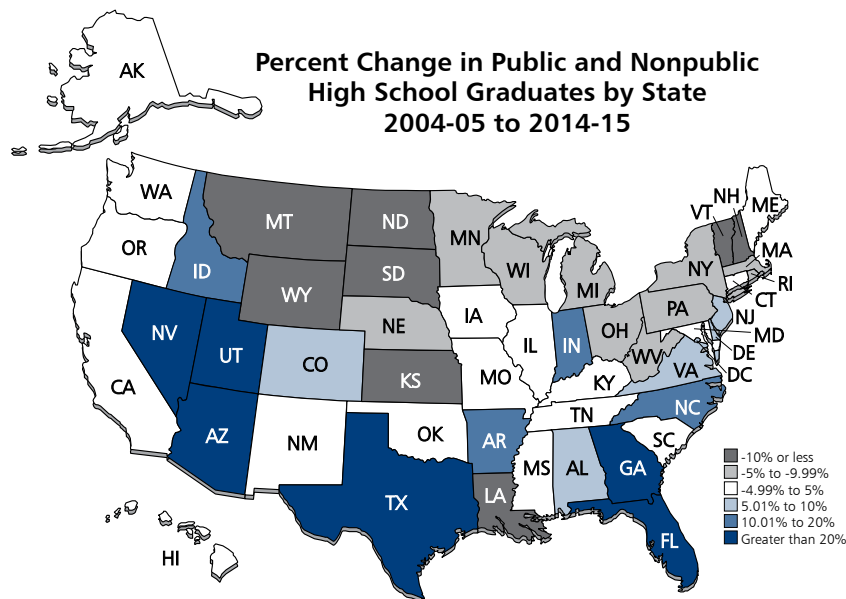 Percent Change in Public and Nonpublic
High School Graduates by State
2004-05 to 2014-15
AK
WA
OR
CA
ID
NV
UT
AZ
MT
WY
CO
NM
ND
SD
NE
KS
OK
TX
MN
IA
MO
AR
LA
WI
IL
MI
IN
OH
KY
TN
MS
AL
GA
FL
SC
NC
VA
WV
PA
NY
VT
NH
ME
MA
RI
CT
NJ
MD
DE
DC
HI
-10% or less
-5% to -9.99%
-4.99% to 5%
5.01% to 10%
10.01% to 20%
Greater than 20%